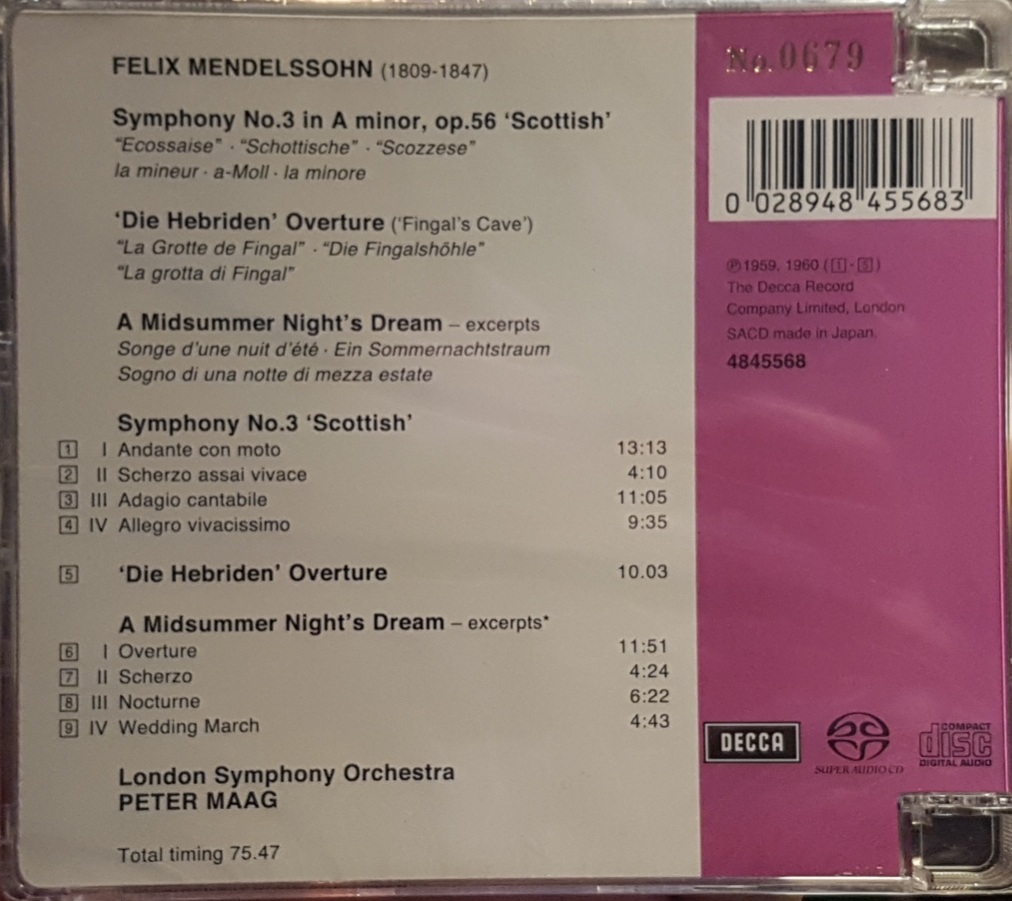 FELIX MENDELSSOHN (1809-1847)
Symphony No.3 in A minor, op.56 ‘Scottish’
“Ecossaise” · “Schottische” · “Scozzese”
la mineur · a-Moll · la minore
‘Die Hebriden’ Overture (‘Fingal’s Cave’)
“La Grotte de Fingal” · “Die Fingalshöhle”
“La grotta di Fingal”
A Midsummer Night’s Dream – excerpts
Songe d’une nuit d’été · Ein Sommernachtstraum
Sogno di una notte di mezza estate
Symphony No.3 ‘Scottish’
1 I Andante con moto 13:13
2 II Scherzo assai vivace 4:10
3 III Adagio cantabile 11:05
4 IV Allegro vivacissimo 9:35
5 ‘Die Hebriden’ Overture 10.03
A Midsummer Night’s Dream – excerpts*
6 I Overture 11:51
7 II Scherzo 4:24
8 III Nocturne 6:22
9 IV Wedding March 4:43
London Symphony Orchestra
PETER MAAG
Total timing 75.47
No.0679
0 028948 455683
℗1959, 1960 (1-5)
The Decca Record
Company Limited, London
SACD made in Japan.
4845568
DECCA
SUPER AUDIO CD
COMPACT
disc
DIGITAL AUDIO